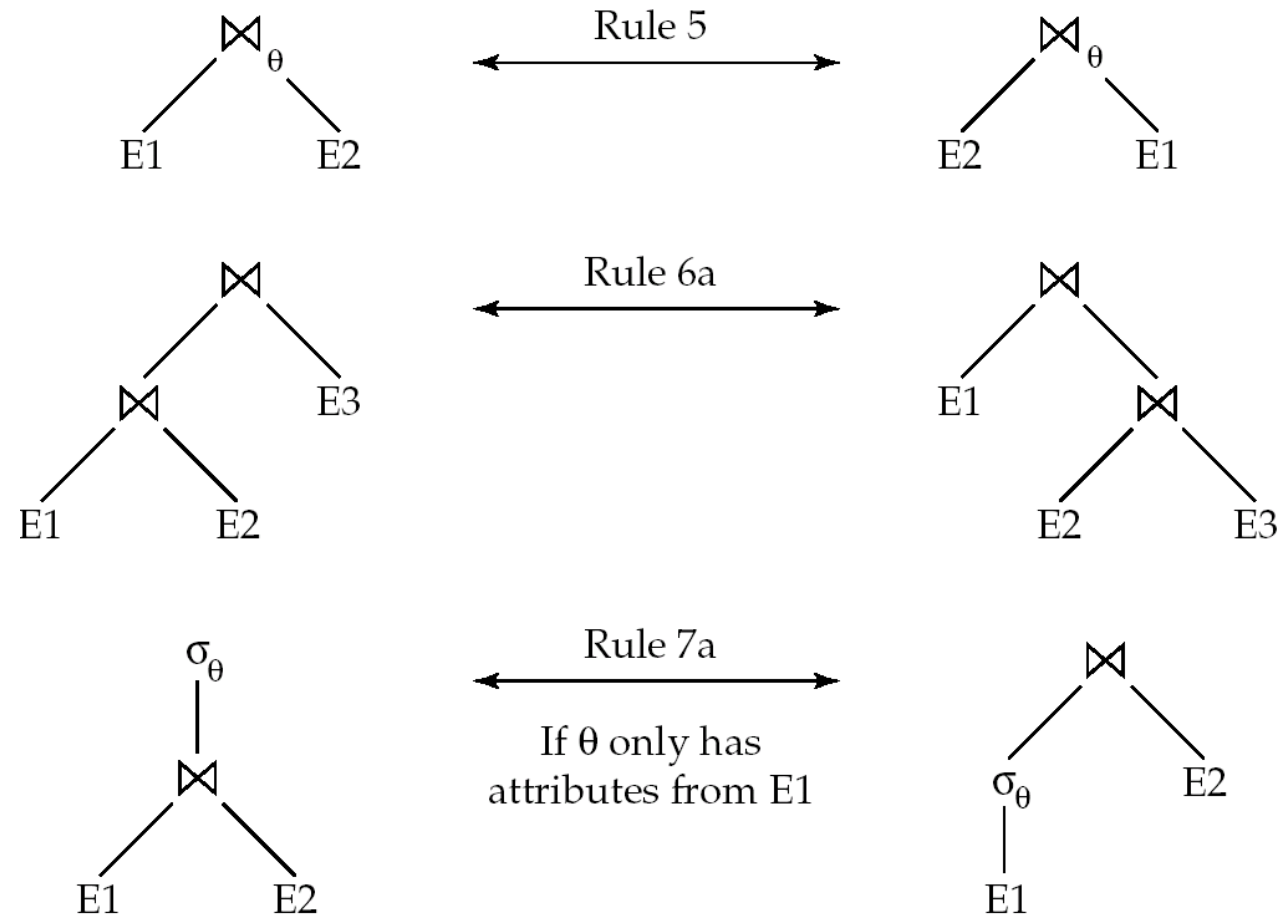 Rule 5
⋈θ
⋈θ
E1
E2
E2
E1
Rule 6a
⋈
⋈
⋈
E3
E1
⋈
E1
E2
E2
E3
Rule 7a
σθ
⋈
If θ only has
attributes from E1
⋈
σθ
E2
E1
E2
E1